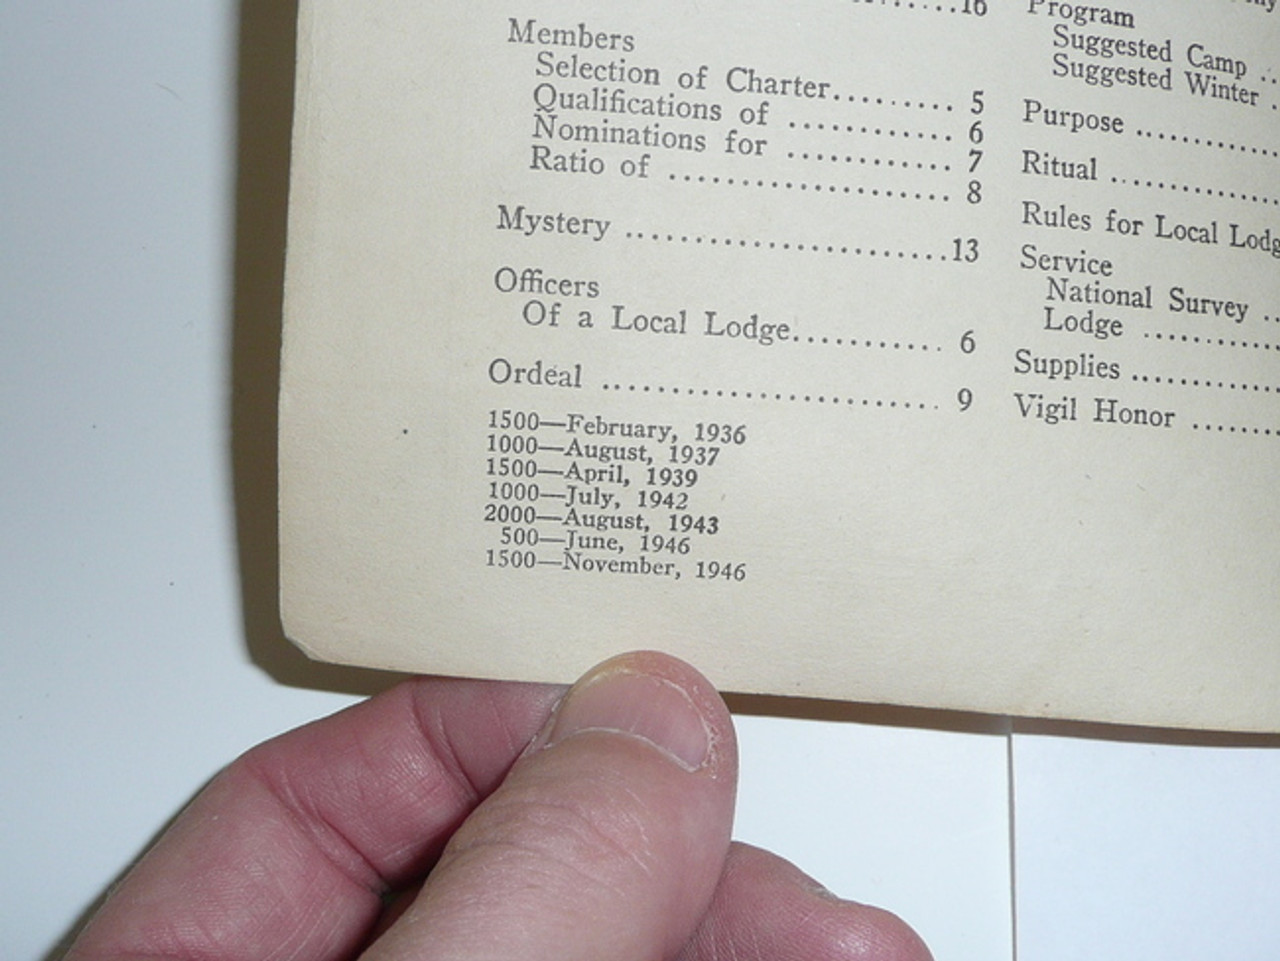 ..........16
Members
Selection of Charter......... 5
Qualifications of ............ 6
Nominations for ............ 7
Ratio of .................... 8
Mystery .......................13
Officers
Of a Local Lodge........... 6
Ordeal ........................ 9
1500—February, 1936
1000—August, 1937
1500—April, 1939
1000—July, 1942
2000—August, 1943
500—June, 1946
1500—November, 1946
Program
Suggested Camp ..
Suggested Winter .
Purpose ...........
Ritual .............
Rules for Local Lodg
Service
National Survey ..
Lodge ...........
Supplies ...........
Vigil Honor .......